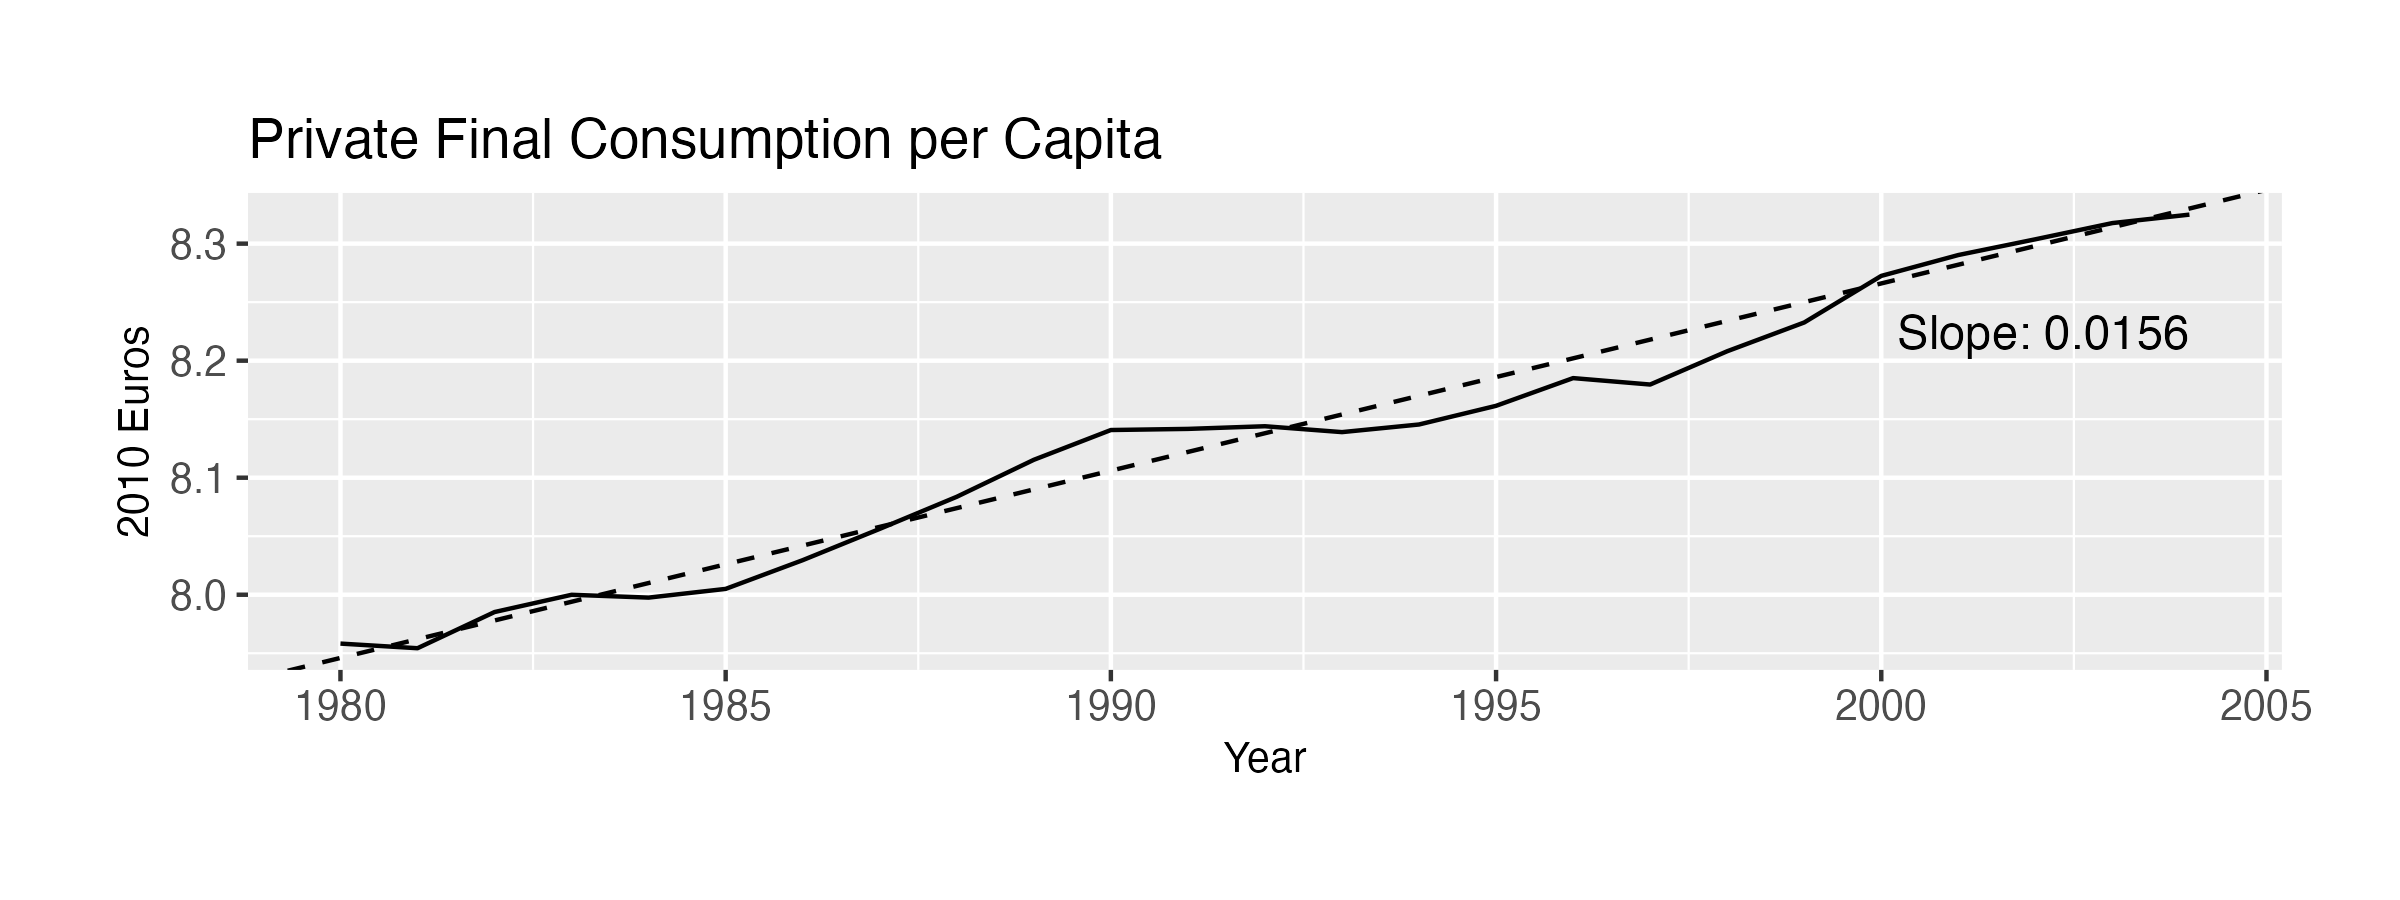 Private Final Consumption per Capita
2010 Euros
8.3
8.2
8.1
8.0
Slope: 0.0156
1980 1985 1990 1995 2000 2005
Year